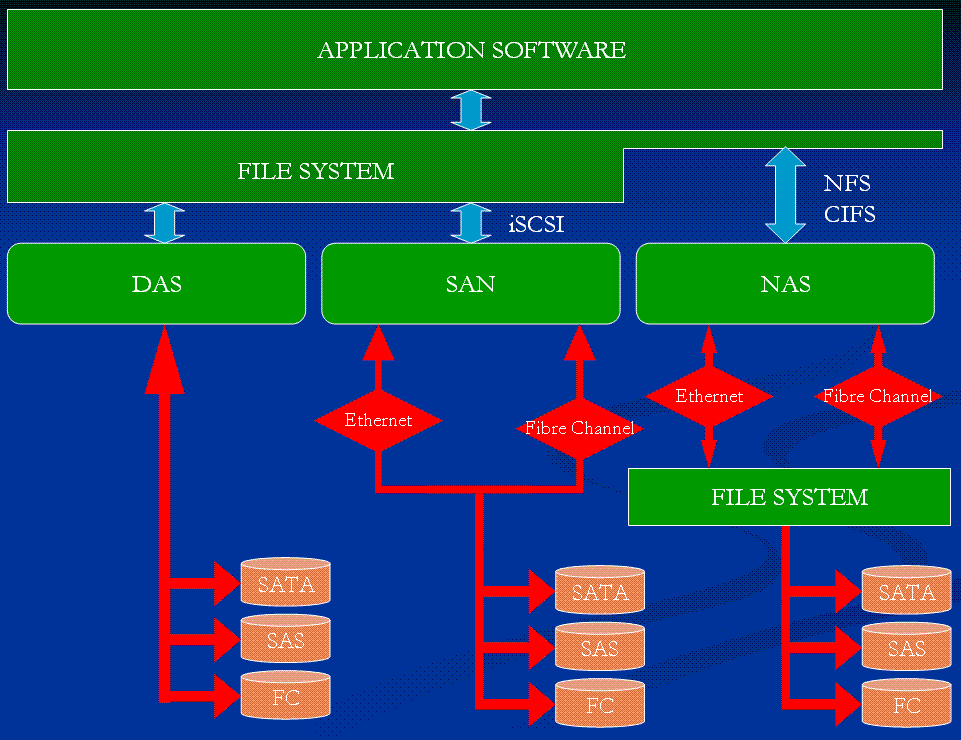 APPLICATION SOFTWARE
FILE SYSTEM
NFS
CIFS
iSCSI
DAS
SAN
NAS
Ethernet
Fibre Channel
Ethernet
Fibre Channel
FILE SYSTEM
SATA
SAS
FC
SATA
SAS
FC
SATA
SAS
FC